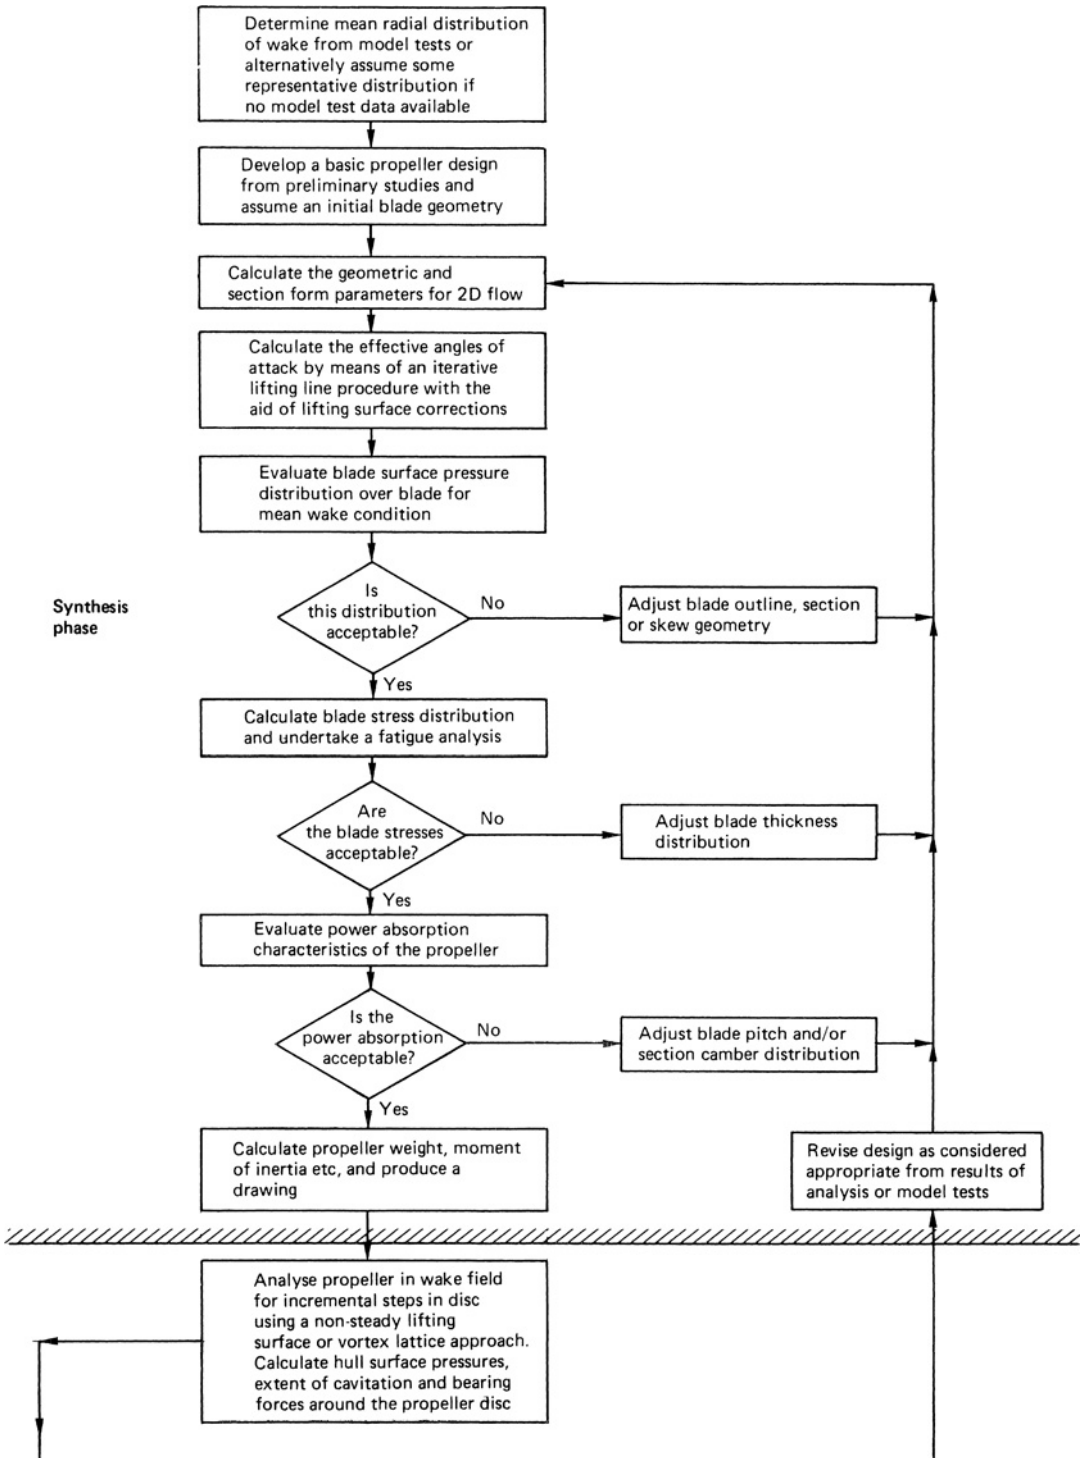 Determine mean radial distribution
of wake from model tests or
alternatively assume some
representative distribution if
no model test data available
Develop a basic propeller design
from preliminary studies and
assume an initial blade geometry
Calculate the geometric and
section form parameters for 2D flow
Calculate the effective angles of
attack by means of an iterative
lifting line procedure with the
aid of lifting surface corrections
Evaluate blade surface pressure
distribution over blade for
mean wake condition
Synthesis
phase
Is
this distribution
acceptable?
No
Adjust blade outline, section
or skew geometry
Yes
Calculate blade stress distribution
and undertake a fatigue analysis
Are
the blade stresses
acceptable?
No
Adjust blade thickness
distribution
Yes
Evaluate power absorption
characteristics of the propeller
Is the
power absorption
acceptable?
No
Adjust blade pitch and/or
section camber distribution
Yes
Calculate propeller weight, moment
of inertia etc, and produce a
drawing
Revise design as considered
appropriate from results of
analysis or model tests
Analyse propeller in wake field
for incremental steps in disc
using a non-steady lifting
surface or vortex lattice approach.
Calculate hull surface pressures,
extent of cavitation and bearing
forces around the propeller disc